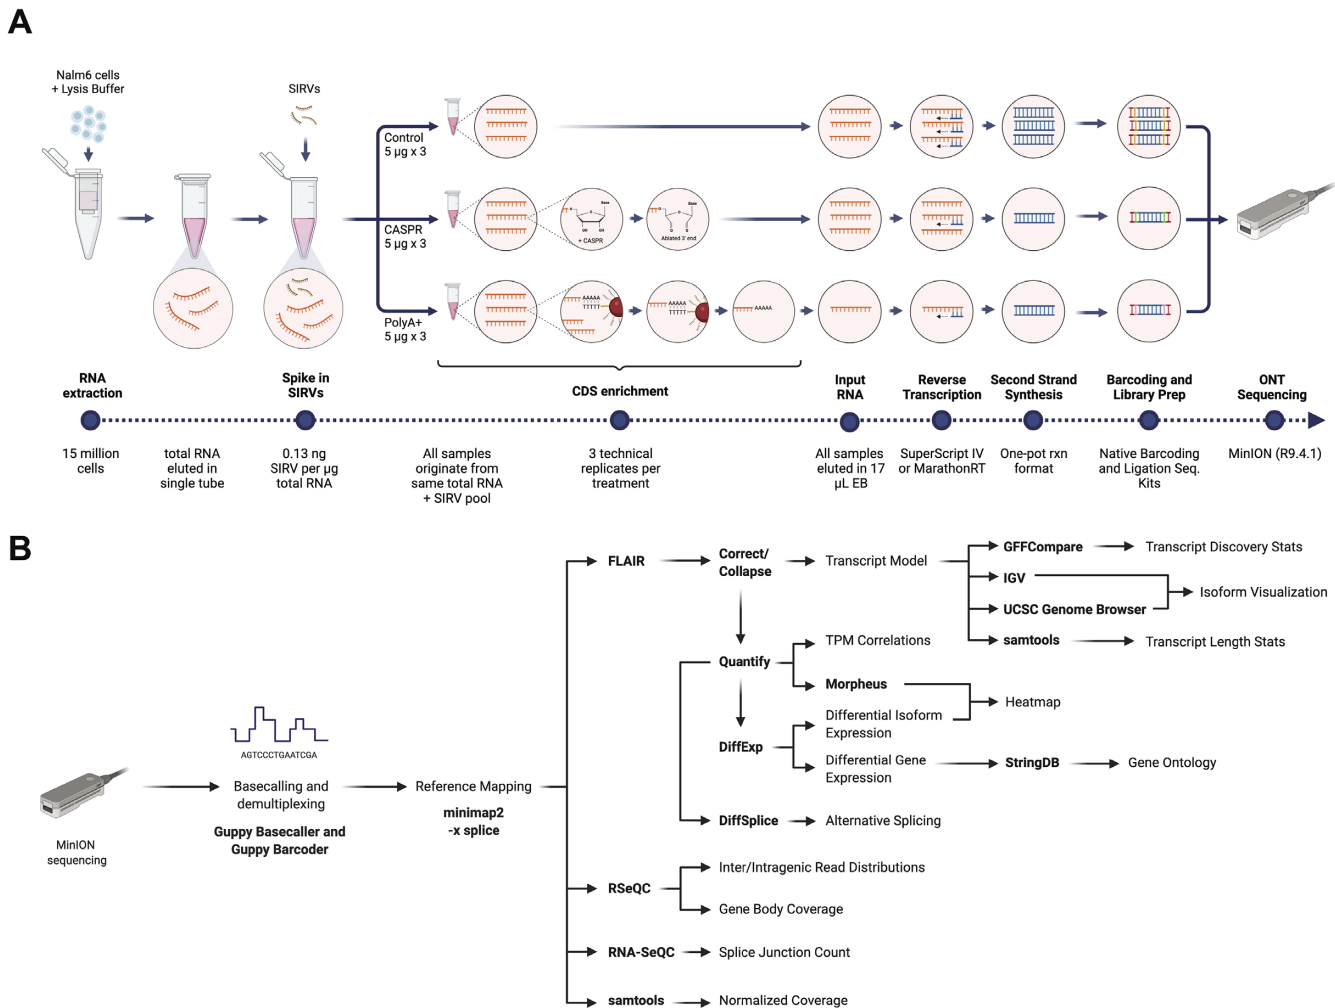 A
Nalm6 cells
+ Lysis Buffer
SIRVs
Control
5 µg x 3
CASPR
5 µg x 3
Base
OH
OH
+ CASPR
Base
Ablated 3' end
PolyA+
5 µg x 3
AAAAA
TTTTT
AAAAA
TTTTT
AAAAA
RNA
extraction
Spike in
SIRVs
CDS enrichment
Input
RNA
Reverse
Transcription
Second Strand
Synthesis
Barcoding and
Library Prep
ONT
Sequencing
15 million
cells
total RNA
eluted in
single tube
0.13 ng
SIRV per µg
total RNA
All samples
originate from
same total RNA
+ SIRV pool
3 technical
replicates per
treatment
All samples
eluted in 17
µL EB
SuperScript IV
or MarathonRT
One-pot rxn
format
Native Barcoding
and Ligation Seq.
Kits
MinION (R9.4.1)
B
MinION
sequencing
AGTCCCTGAATCGA
Basecalling and
demultiplexing
Guppy Basecaller and
Guppy Barcoder
Reference Mapping
minimap2
-x splice
FLAIR
Correct/
Collapse
Transcript Model
GFFCompare
Transcript Discovery Stats
IGV
UCSC Genome Browser
Isoform Visualization
samtools
Transcript Length Stats
Quantify
TPM Correlations
Morpheus
Heatmap
DiffExp
Differential Isoform
Expression
Differential Gene
Expression
StringDB
Gene Ontology
DiffSplice
Alternative Splicing
RSeQC
Inter/Intragenic Read Distributions
Gene Body Coverage
RNA-SeQC
Splice Junction Count
samtools
Normalized Coverage